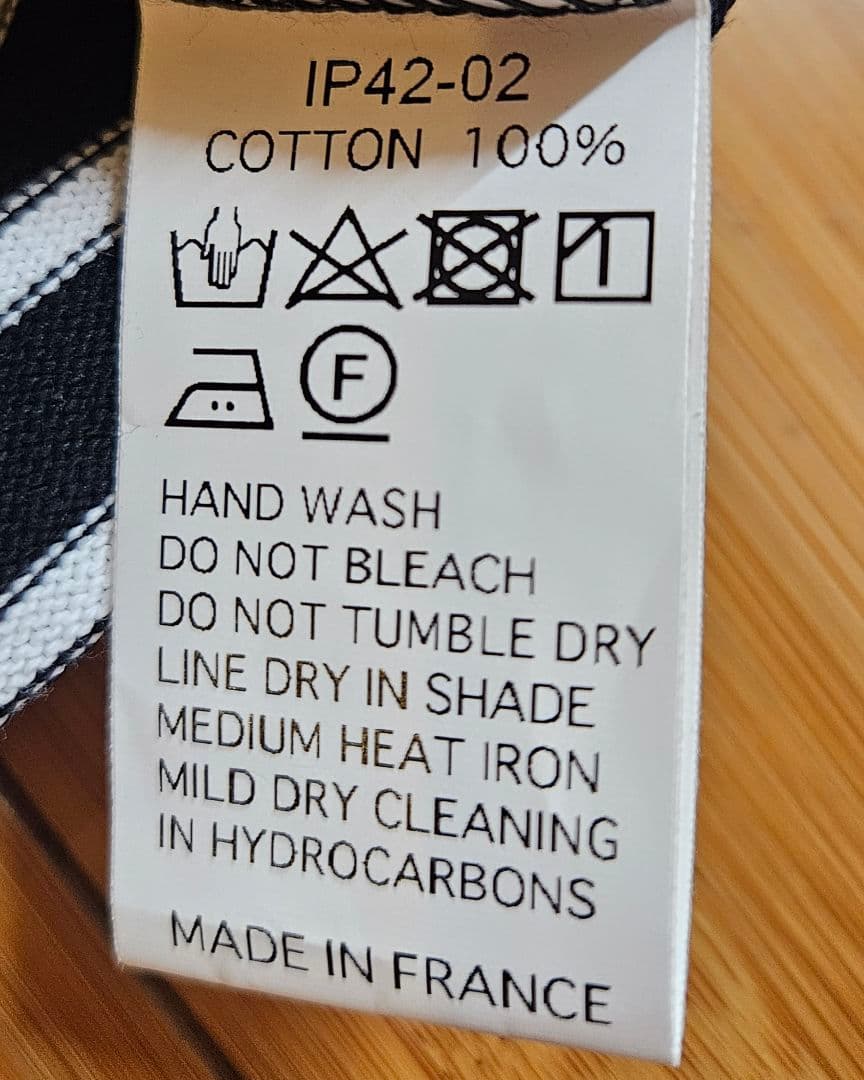 IP42-02
COTTON 100%
F
HAND WASH
DO NOT BLEACH
DO NOT TUMBLE DRY
LINE DRY IN SHADE
MEDIUM HEAT IRON
MILD DRY CLEANING
IN HYDROCARBONS
MADE IN FRANCE